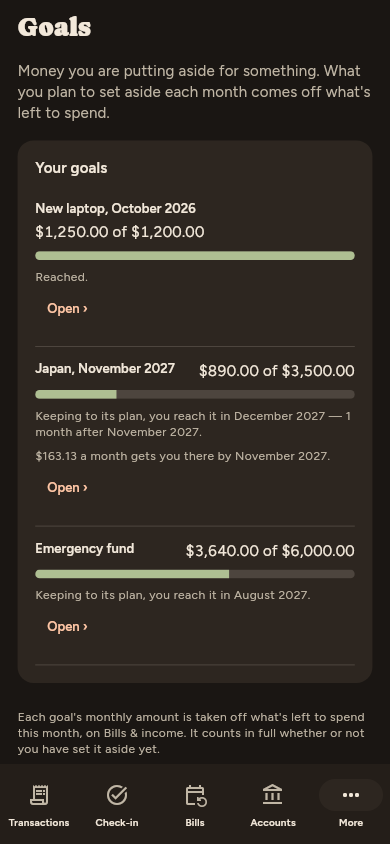 Goals
Money you are putting aside for something. What
you plan to set aside each month comes off what's
left to spend.
Your goals
New laptop, October 2026
$1,250.00 of $1,200.00
Reached.
Open ›
Japan, November 2027
$890.00 of $3,500.00
Keeping to its plan, you reach it in December 2027 — 1
month after November 2027.
$163.13 a month gets you there by November 2027.
Open ›
Emergency fund
$3,640.00 of $6,000.00
Keeping to its plan, you reach it in August 2027.
Open ›
Each goal's monthly amount is taken off what's left to spend
this month, on Bills & income. It counts in full whether or not
you have set it aside yet.
Transactions
Check-in
Bills
Accounts
More